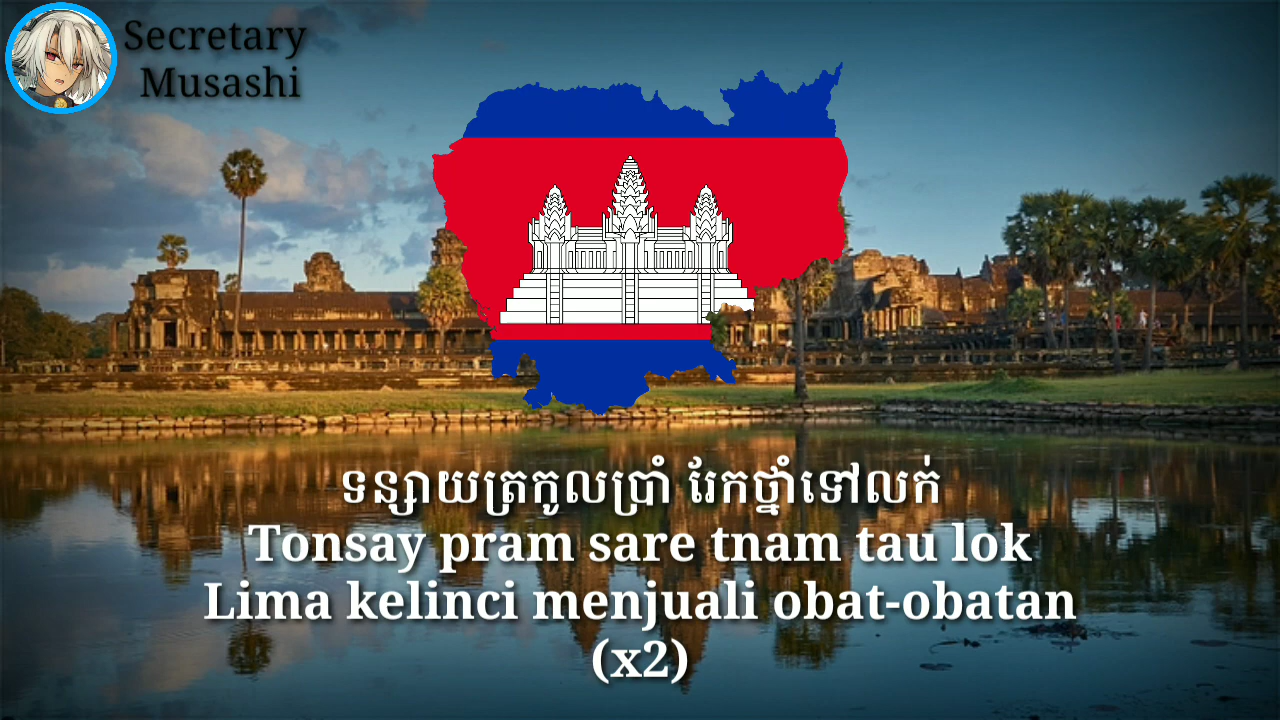 Secretary
Musashi
ទន្សាយត្រកូលប្រាំ រែកថ្នាំទៅលក់
Tonsay pram sare tnam tau lok
Lima kelinci menjuali obat-obatan
(x2)